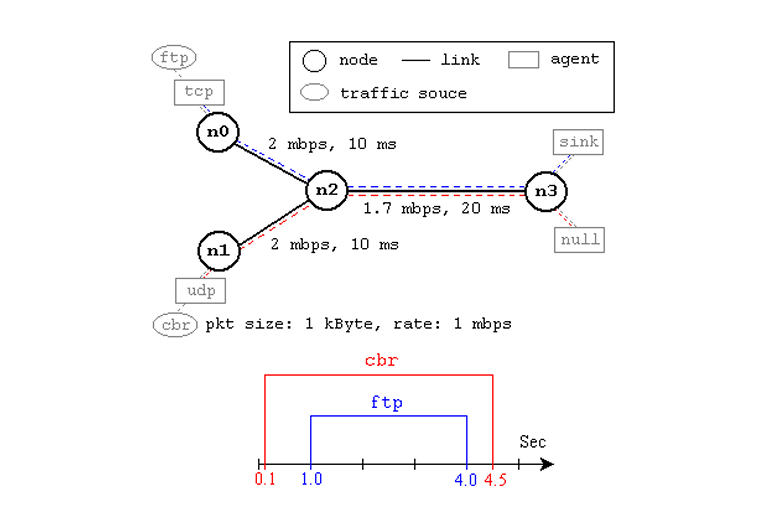 ftp
node link agent
traffic souce
tcp
n0
2 mbps, 10 ms
sink
n2
n3
1.7 mbps, 20 ms
n1
2 mbps, 10 ms
null
udp
cbr pkt size: 1 kByte, rate: 1 mbps
cbr
ftp
Sec
0.1 1.0 4.0 4.5